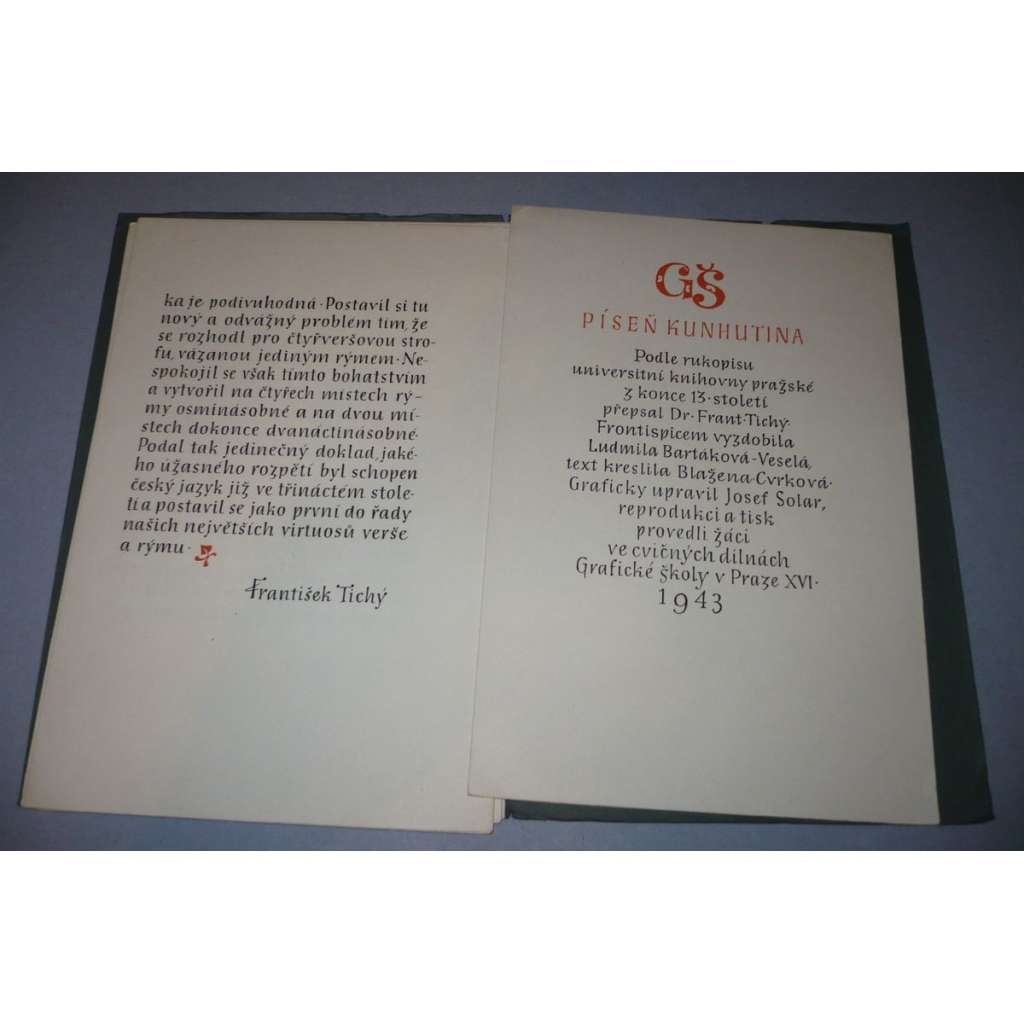 ka je podivuhodná · Postavil si tu
nový a odvážný problém tím, že
se rozhodl pro čtyřveršovou stro-
fu, vázanou jediným rýmem · Ne-
spokojil se však tímto bohatstvím
a vytvořil na čtyřech místech rý-
my osminásobné a na dvou mí-
stech dokonce dvanáctinásobné·
Podal tak jedinečný doklad, jaké-
ho úžasného rozpětí byl schopen
český jazyk již ve třináctém stole-
tí a postavil se jako první do řady
našich největších virtuosů verše
a rýmu ·
František Tichý
GŠ
PÍSEŇ KUNHUTINA
Podle rukopisu
universitní knihovny pražské
z konce 13· století
přepsal Dr· Frant· Tichý·
Frontispicem vyzdobila
Ludmila Bartáková-Veselá,
text kreslila Blažena Cvrková·
Graficky upravil Josef Solar,
reprodukci a tisk
provedli žáci
ve cvičných dílnách
Grafické školy v Praze XVI·
1943